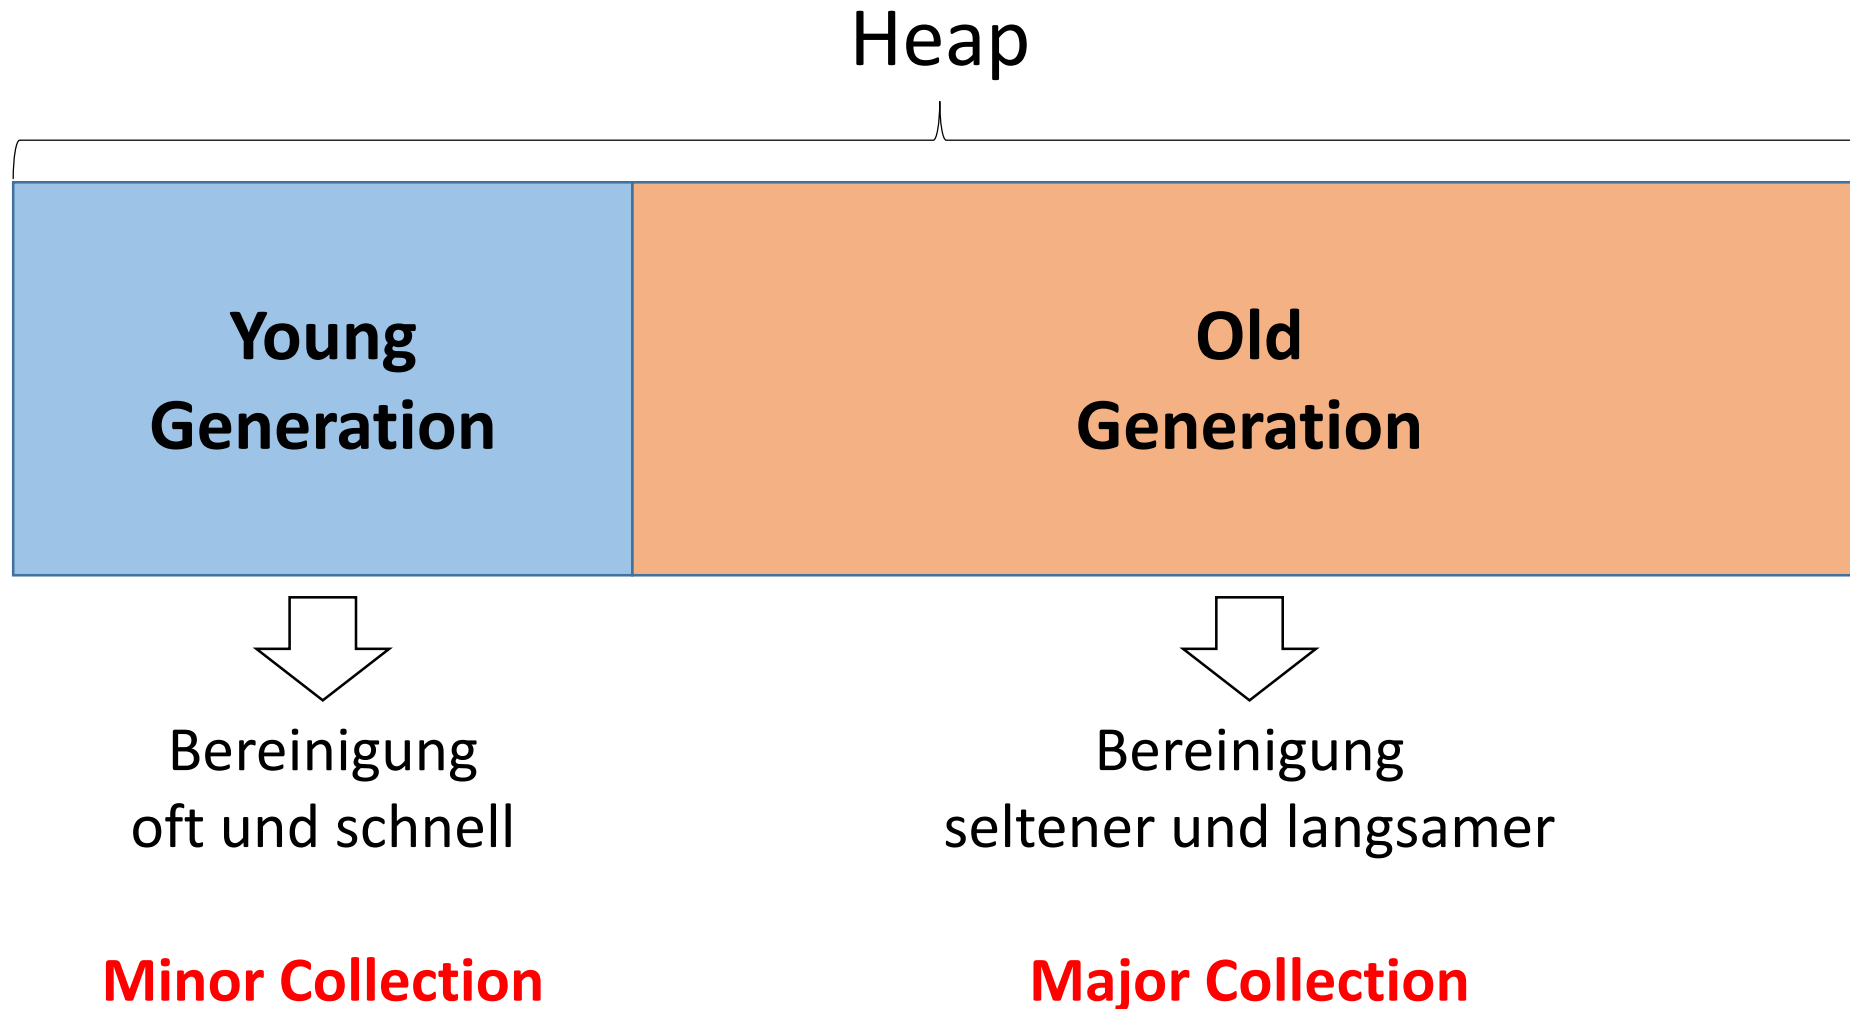 Heap
Young
Generation
Old
Generation
Bereinigung
oft und schnell
Bereinigung
seltener und langsamer
Minor Collection
Major Collection